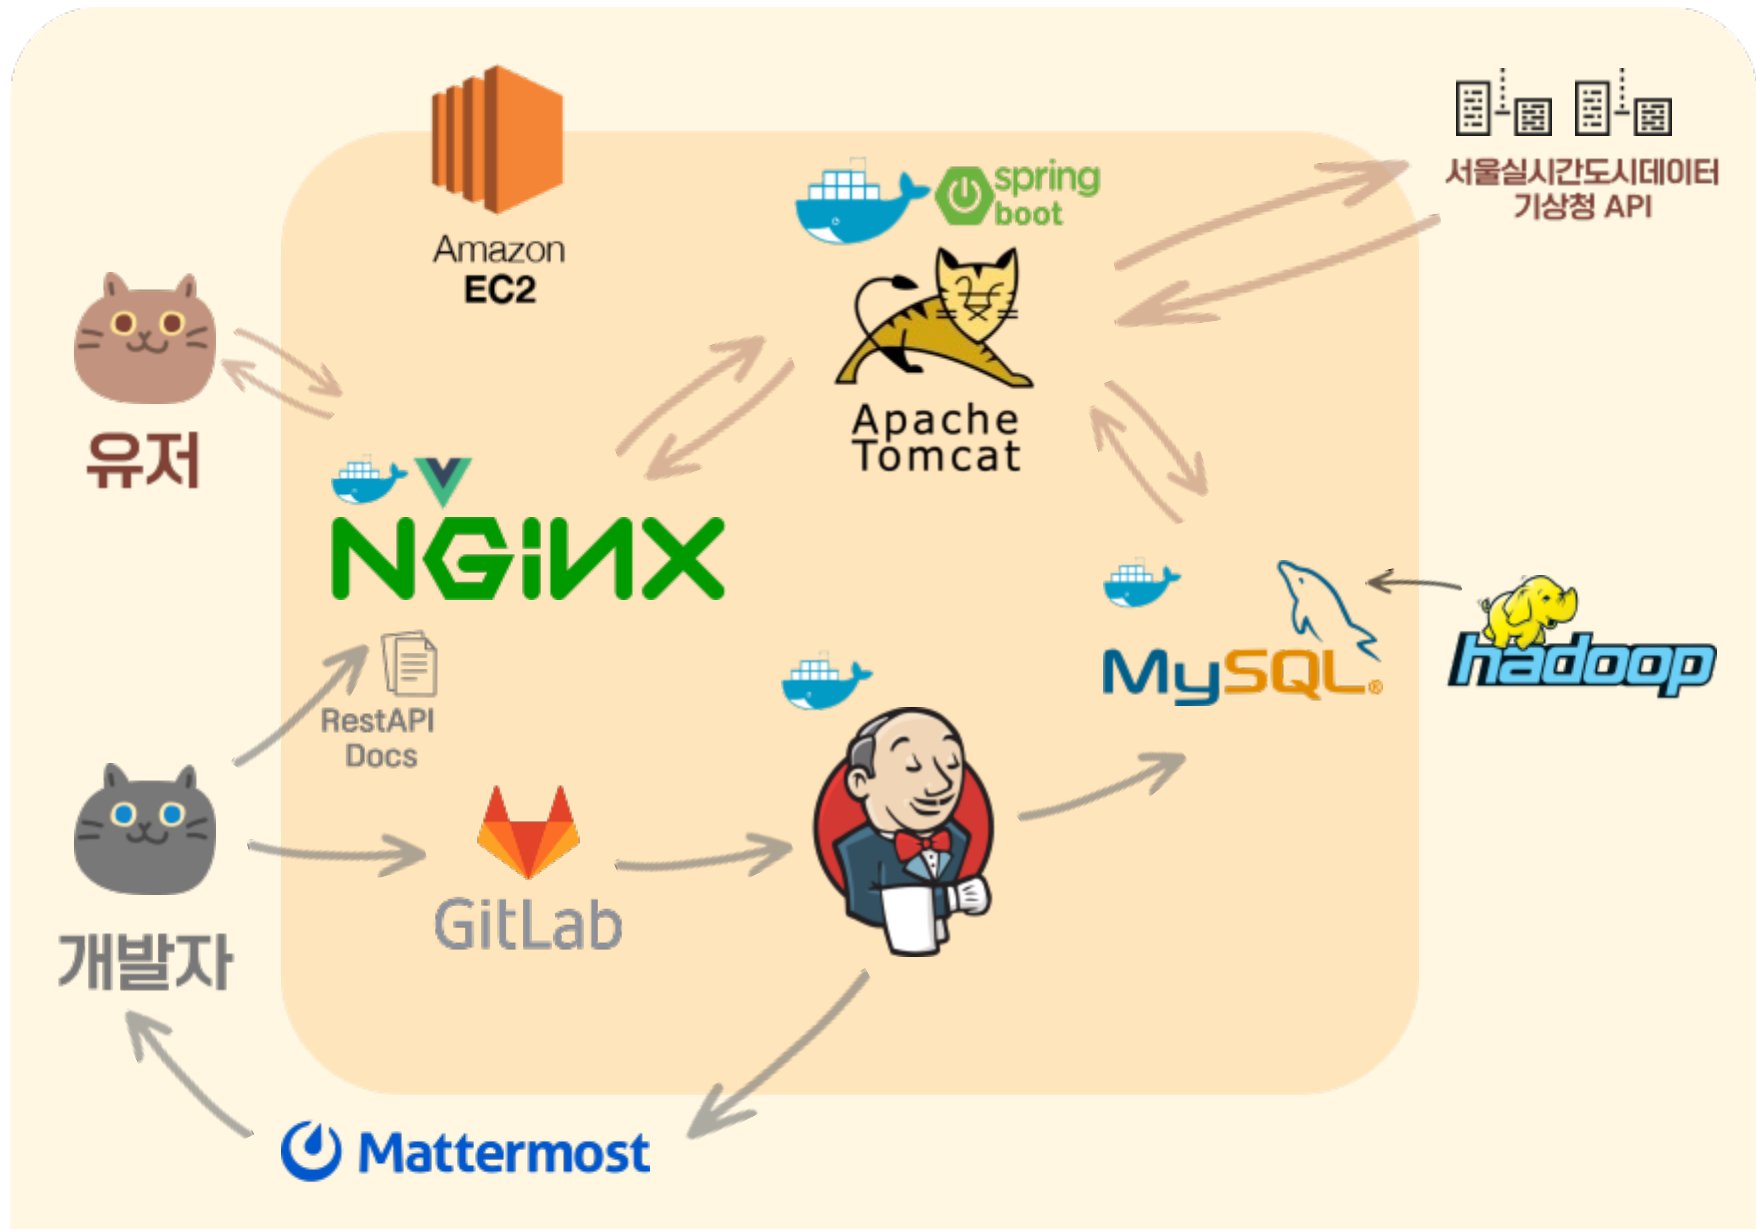 Amazon
EC2
spring
boot
Apache
Tomcat
서울실시간도시데이터
기상청 API
유저
NGINX
RestAPI
Docs
MySQL®
hadoop
개발자
GitLab
Mattermost